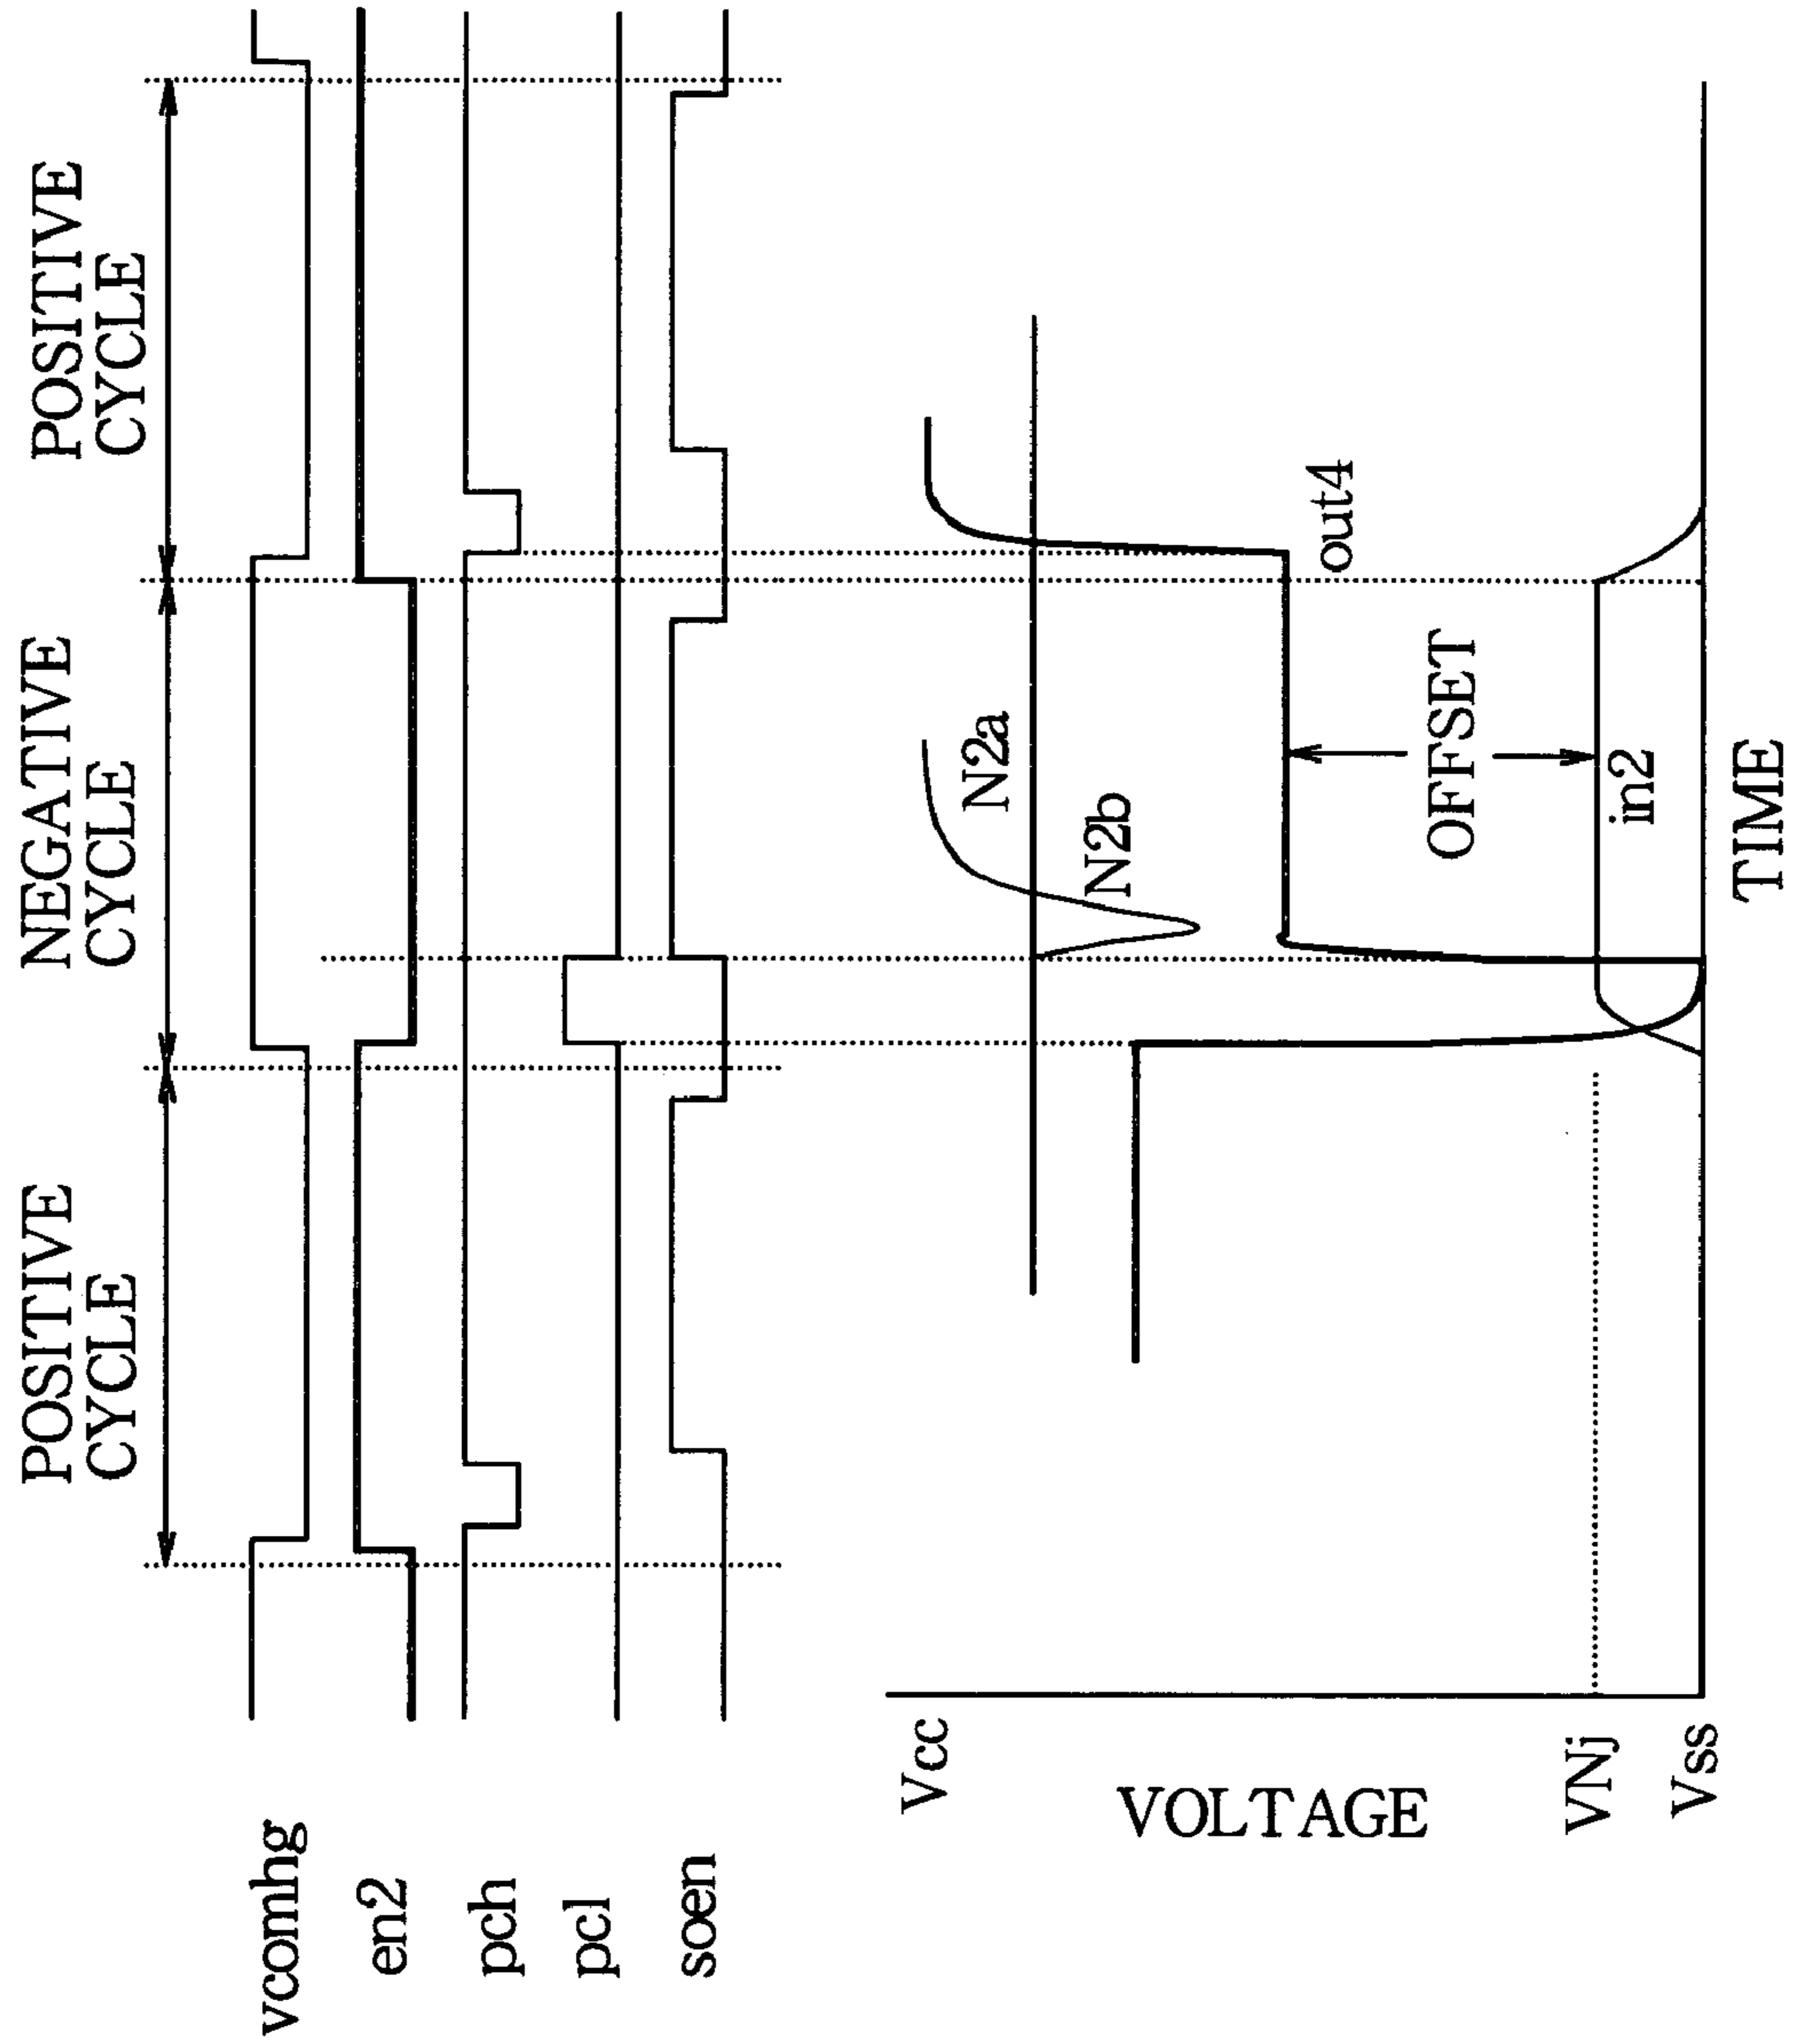 POSITIVE
CYCLE
NEGATIVE
CYCLE
POSITIVE
CYCLE
vcomhg
en2
pch
pcl
soen
Vcc
N2a
N2b
out4
VOLTAGE
OFFSET
VNj
in2
Vss
TIME